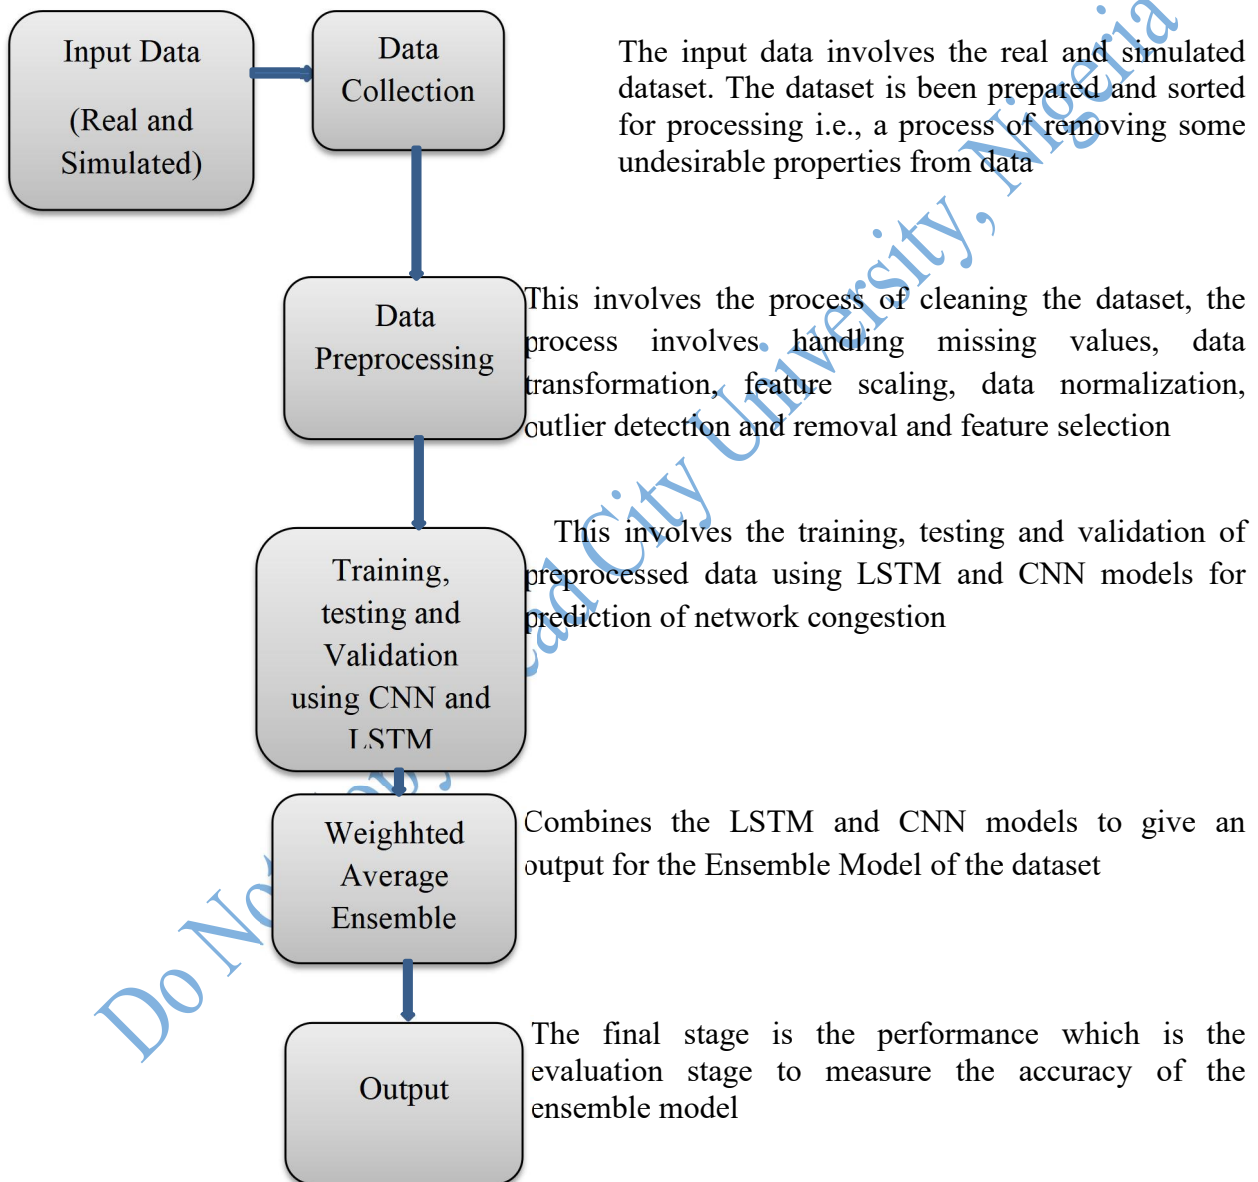 Input Data
(Real and
Simulated)
Data
Collection
The input data involves the real and simulated
dataset. The dataset is been prepared and sorted
for processing i.e., a process of removing some
undesirable properties from data
Data
Preprocessing
This involves the process of cleaning the dataset, the
process involves handling missing values, data
transformation, feature scaling, data normalization,
outlier detection and removal and feature selection
Training,
testing and
Validation
using CNN and
LSTM
This involves the training, testing and validation of
preprocessed data using LSTM and CNN models for
prediction of network congestion
Weighhted
Average
Ensemble
Combines the LSTM and CNN models to give an
output for the Ensemble Model of the dataset
Output
The final stage is the performance which is the
evaluation stage to measure the accuracy of the
ensemble model
Do City University, Nigeria